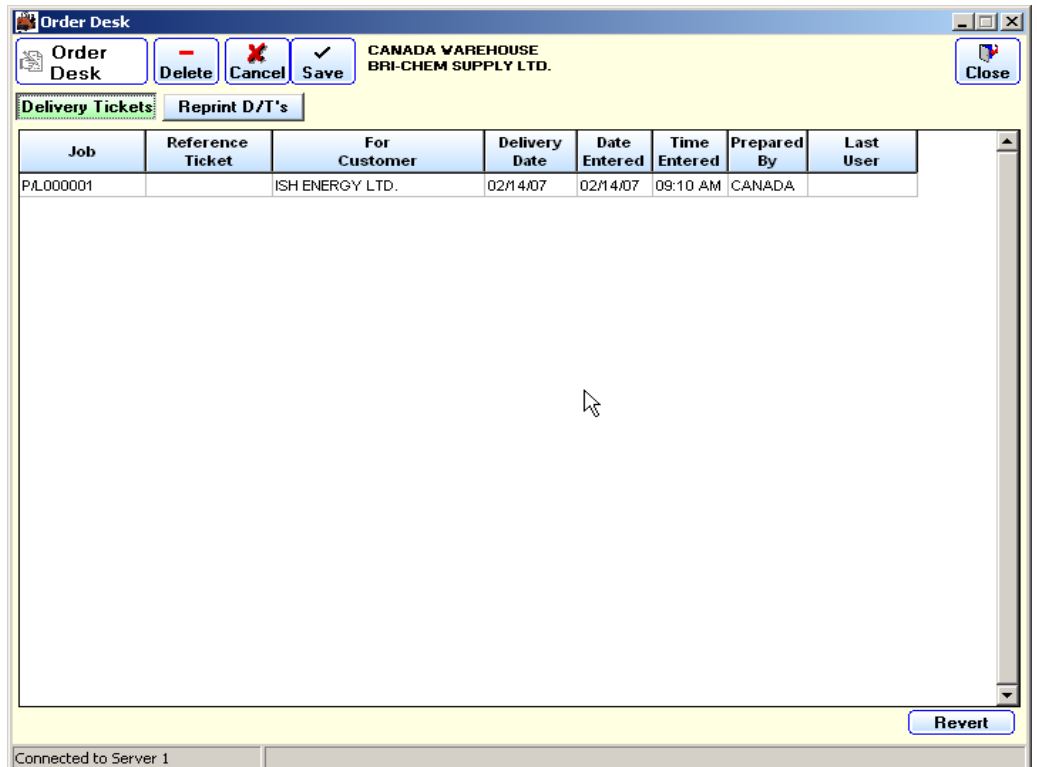 Order Desk
Order
Desk
Delete
Cancel
Save
CANADA WAREHOUSE
BRI-CHEM SUPPLY LTD.
Close
Delivery Tickets
Reprint D/T's
Job
Reference
Ticket
For
Customer
Delivery
Date
Date
Entered
Time
Entered
Prepared
By
Last
User
P/L000001 ISH ENERGY LTD. 02/14/07 02/14/07 09:10 AM CANADA
Revert
Connected to Server 1